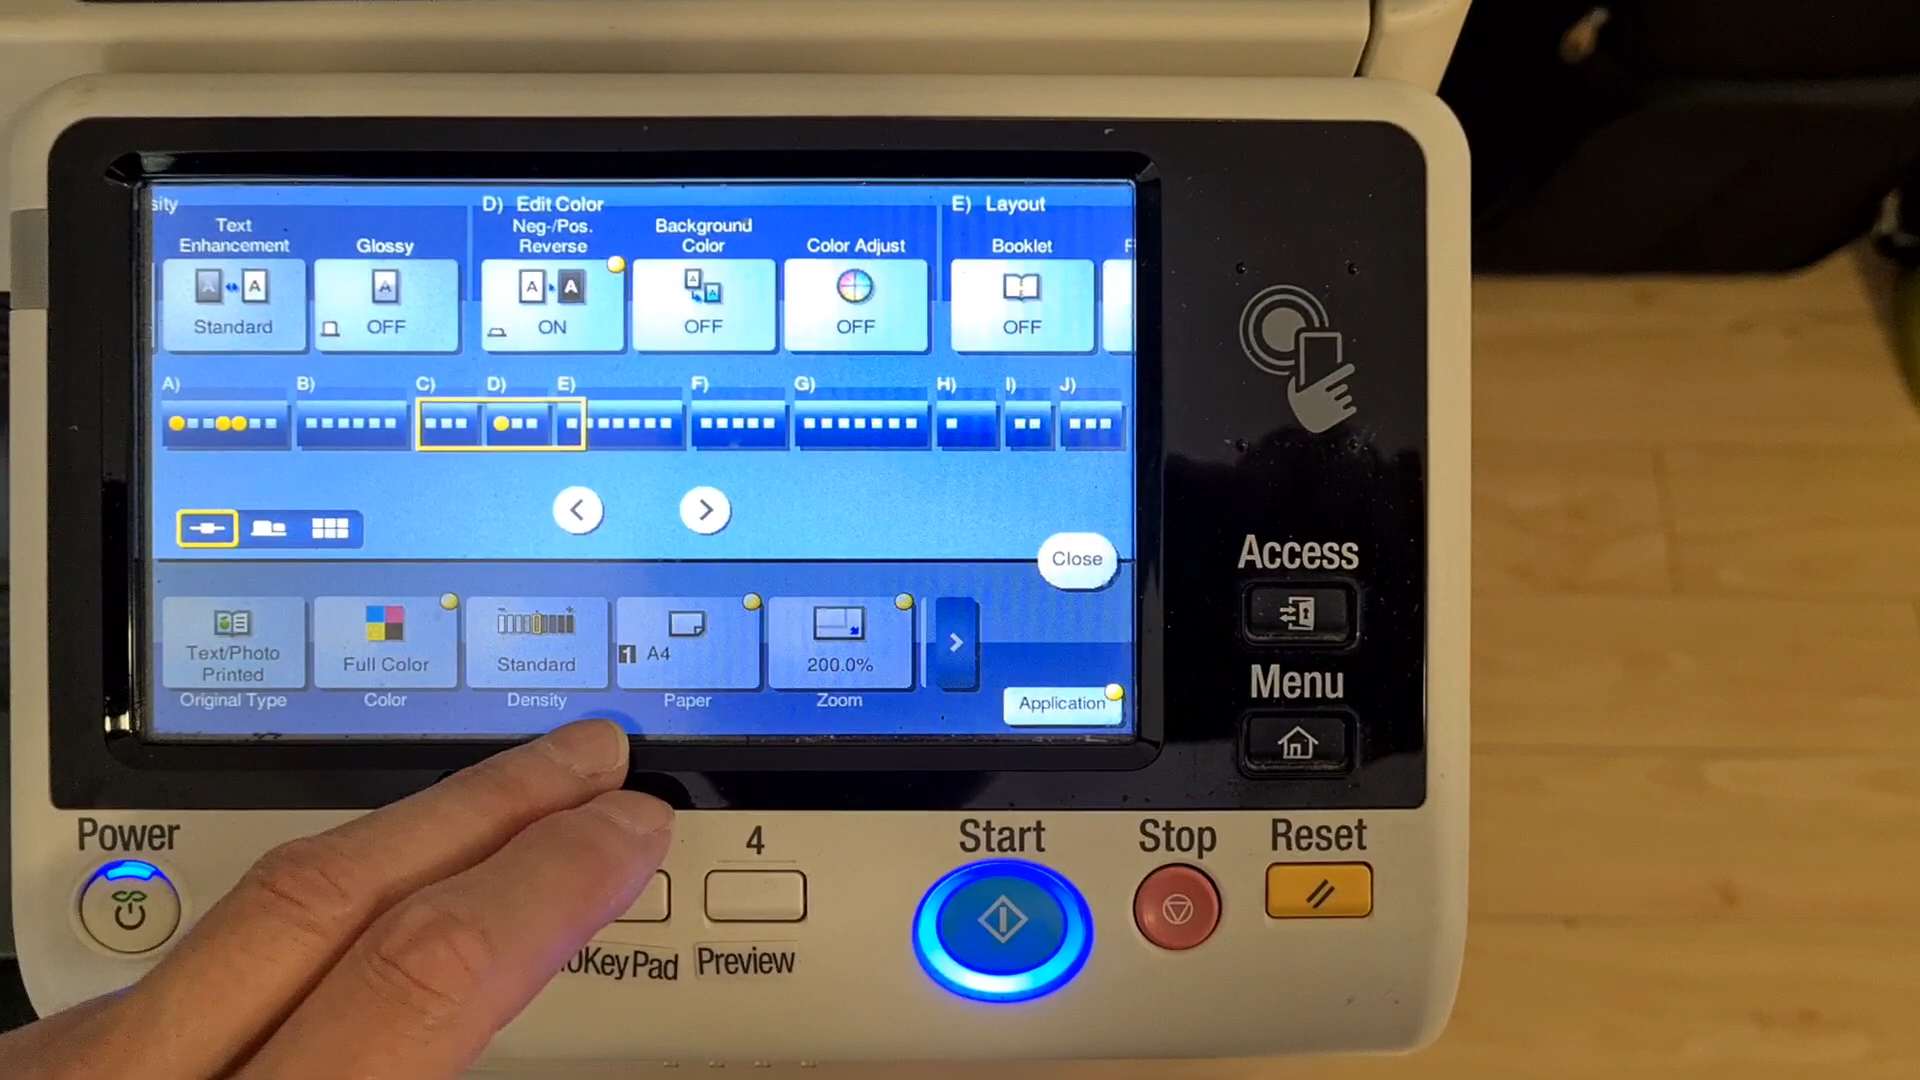 sity
D) Edit Color
E) Layout
Text
Enhancement
Glossy
Neg-/Pos.
Reverse
Background
Color
Color Adjust
Booklet
A A
Standard
A
OFF
A A
ON
A
OFF
OFF
OFF
A)
B)
C)
D)
E)
F)
G)
H)
I)
J)
Close
Text/Photo
Printed
Full Color
- +
Standard
1 A4
200.0%
Original Type
Color
Density
Paper
Zoom
Application
Access
Menu
Power
4
Start
Stop
Reset
KeyPad
Preview